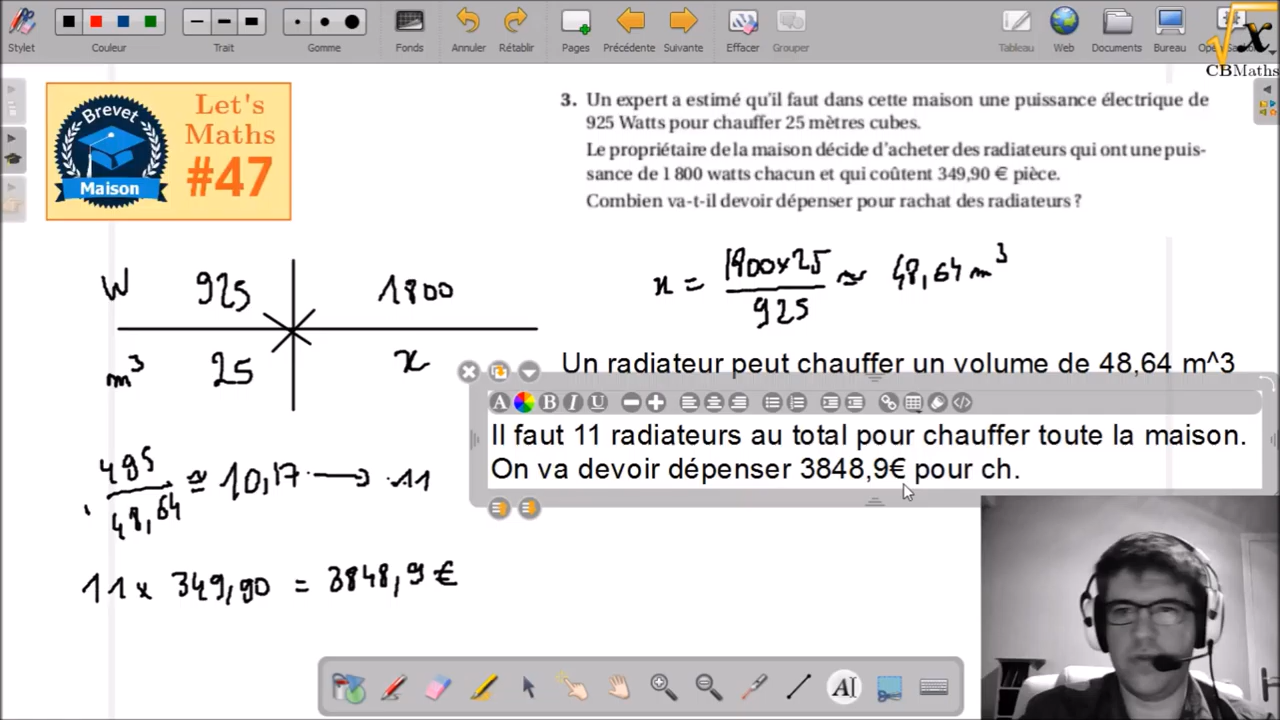 Stylet
Couleur
Trait
Gomme
Fonds
Annuler
Rétablir
Pages
Précédente
Suivante
Effacer
Grouper
Tableau
Web
Documents
Bureau
√x
CBMaths
Brevet
Maison
Let's
Maths
#47
3. Un expert a estimé qu'il faut dans cette maison une puissance électrique de
925 Watts pour chauffer 25 mètres cubes.
Le propriétaire de la maison décide d'acheter des radiateurs qui ont une puis-
sance de 1 800 watts chacun et qui coûtent 349,90 € pièce.
Combien va-t-il devoir dépenser pour l'achat des radiateurs ?
W 925 1800
m³ 25 x
x = 1800x25 / 925 ≈ 48,64 m³
Un radiateur peut chauffer un volume de 48,64 m^3
A B I U
Il faut 11 radiateurs au total pour chauffer toute la maison.
On va devoir dépenser 3848,9€ pour ch.
485 / 48,64 ≈ 10,17 → 11
11 x 349,90 = 3848,9 €
AI